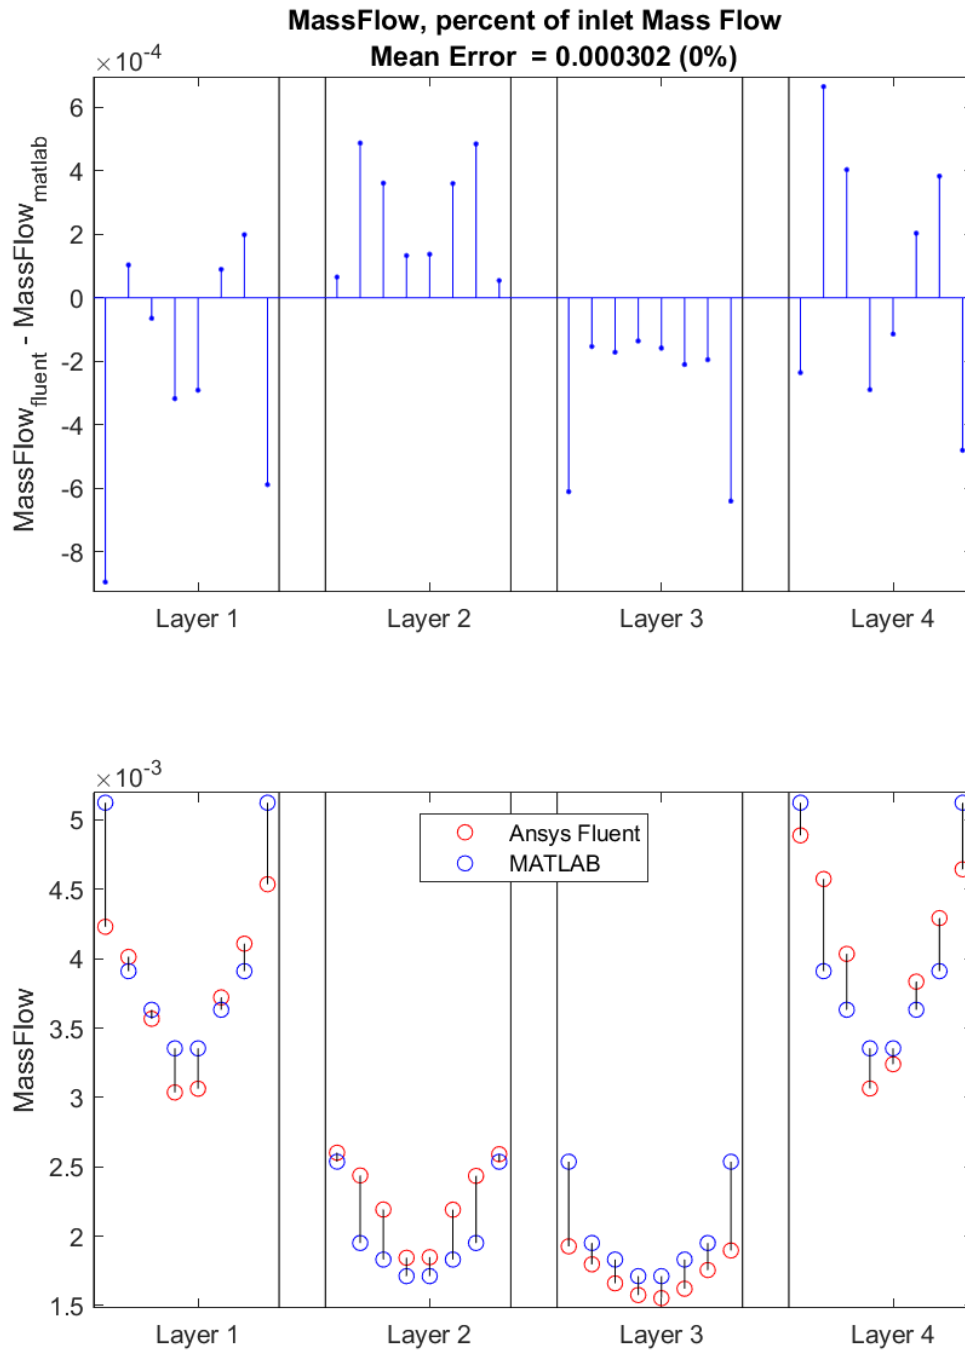 MassFlow, percent of inlet Mass Flow
Mean Error = 0.000302 (0%)
×10^-4
6
4
2
0
-2
-4
-6
-8
MassFlow_fluent - MassFlow_matlab
Layer 1 Layer 2 Layer 3 Layer 4
×10^-3
5
4.5
4
3.5
3
2.5
2
1.5
MassFlow
Ansys Fluent
MATLAB
Layer 1 Layer 2 Layer 3 Layer 4